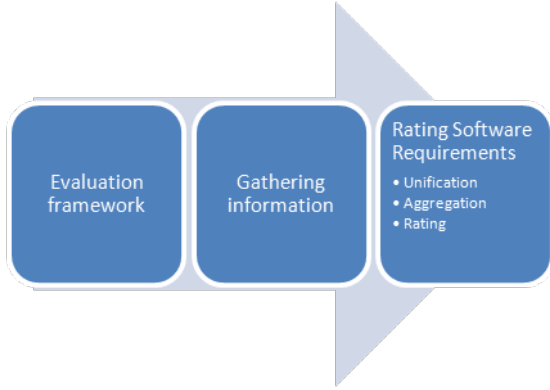 Evaluation
framework
Gathering
information
Rating Software
Requirements
• Unification
• Aggregation
• Rating